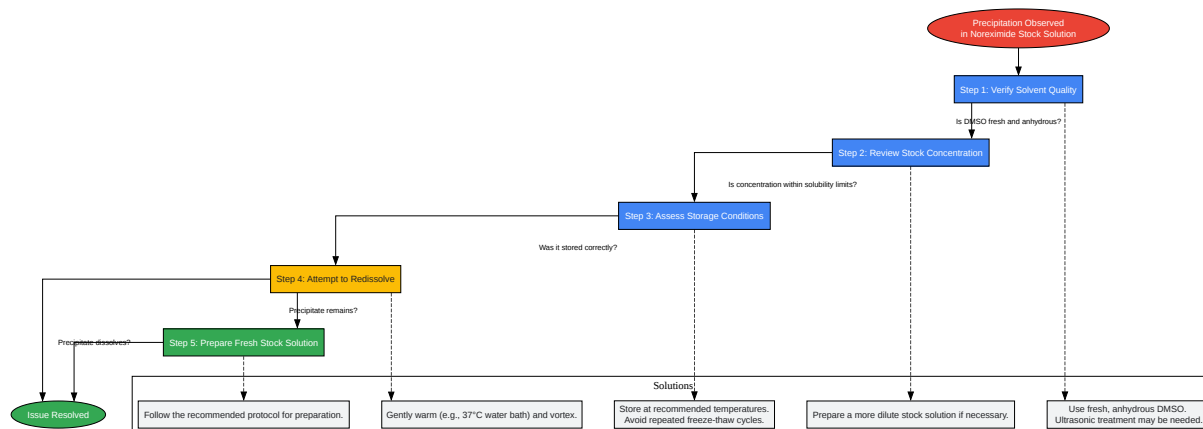 Precipitation Observed
in Noreximide Stock Solution
Step 1: Verify Solvent Quality
Is DMSO fresh and anhydrous?
Step 2: Review Stock Concentration
Is concentration within solubility limits?
Step 3: Assess Storage Conditions
Was it stored correctly?
Step 4: Attempt to Redissolve
Precipitate remains?
Precipitate dissolves?
Step 5: Prepare Fresh Stock Solution
Solutions
Issue Resolved
Follow the recommended protocol for preparation.
Gently warm (e.g., 37°C water bath) and vortex.
Store at recommended temperatures.
Avoid repeated freeze-thaw cycles.
Prepare a more dilute stock solution if necessary.
Use fresh, anhydrous DMSO.
Ultrasonic treatment may be needed.